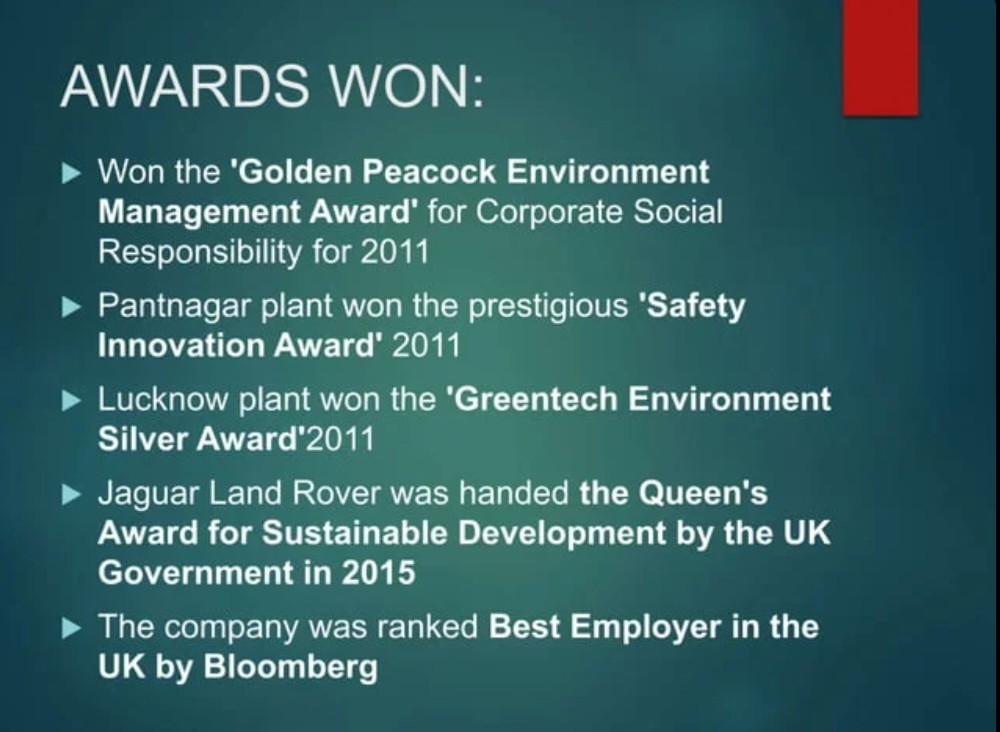 AWARDS WON:
Won the 'Golden Peacock Environment
Management Award' for Corporate Social
Responsibility for 2011
Pantnagar plant won the prestigious 'Safety
Innovation Award' 2011
Lucknow plant won the 'Greentech Environment
Silver Award'2011
Jaguar Land Rover was handed the Queen's
Award for Sustainable Development by the UK
Government in 2015
The company was ranked Best Employer in the
UK by Bloomberg